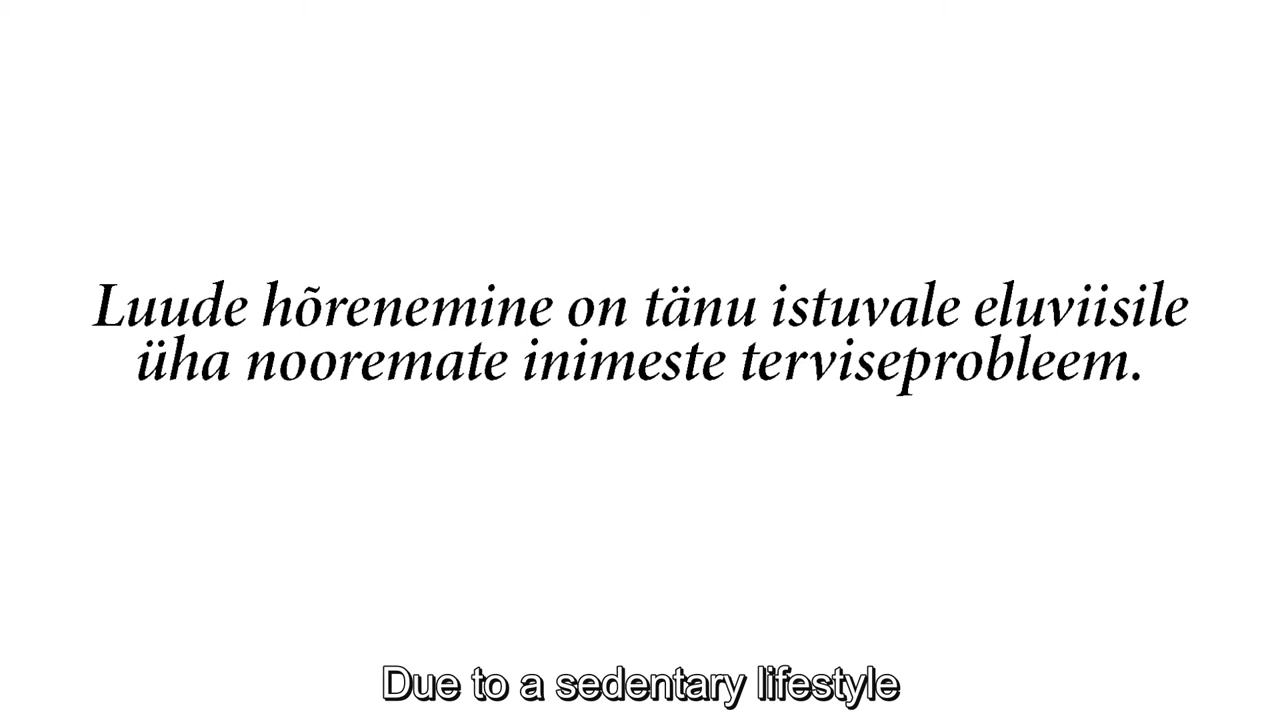 Luude hõrenemine on tänu istuvale eluviisile
üha nooremate inimeste terviseprobleem.
Due to a sedentary lifestyle